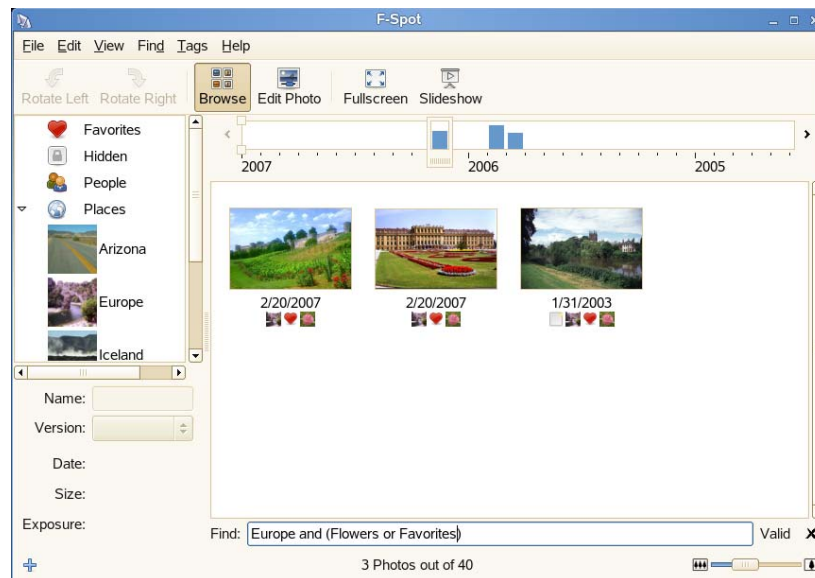 F-Spot
File Edit View Find Tags Help
Rotate Left Rotate Right Browse Edit Photo Fullscreen Slideshow
Favorites
Hidden
People
Places
Arizona
Europe
Iceland
2007 2006 2005
2/20/2007 2/20/2007 1/31/2003
Name:
Version:
Date:
Size:
Exposure:
Find: Europe and (Flowers or Favorites) Valid
3 Photos out of 40